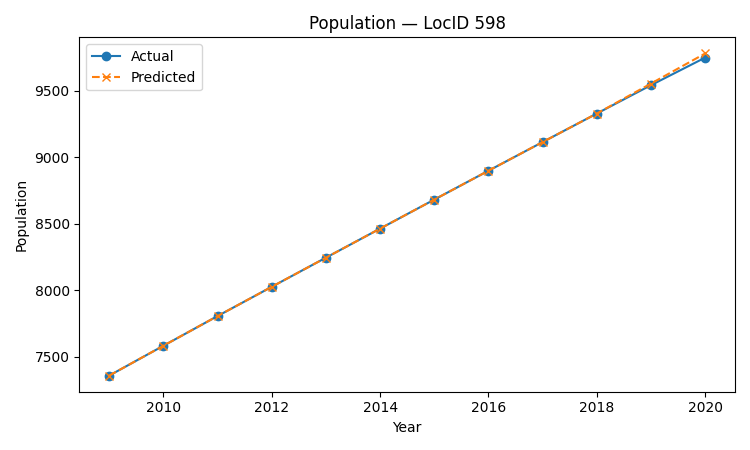 Population — LocID 598
Actual
Predicted
9500
9000
8500
8000
7500
Population
2010 2012 2014 2016 2018 2020
Year